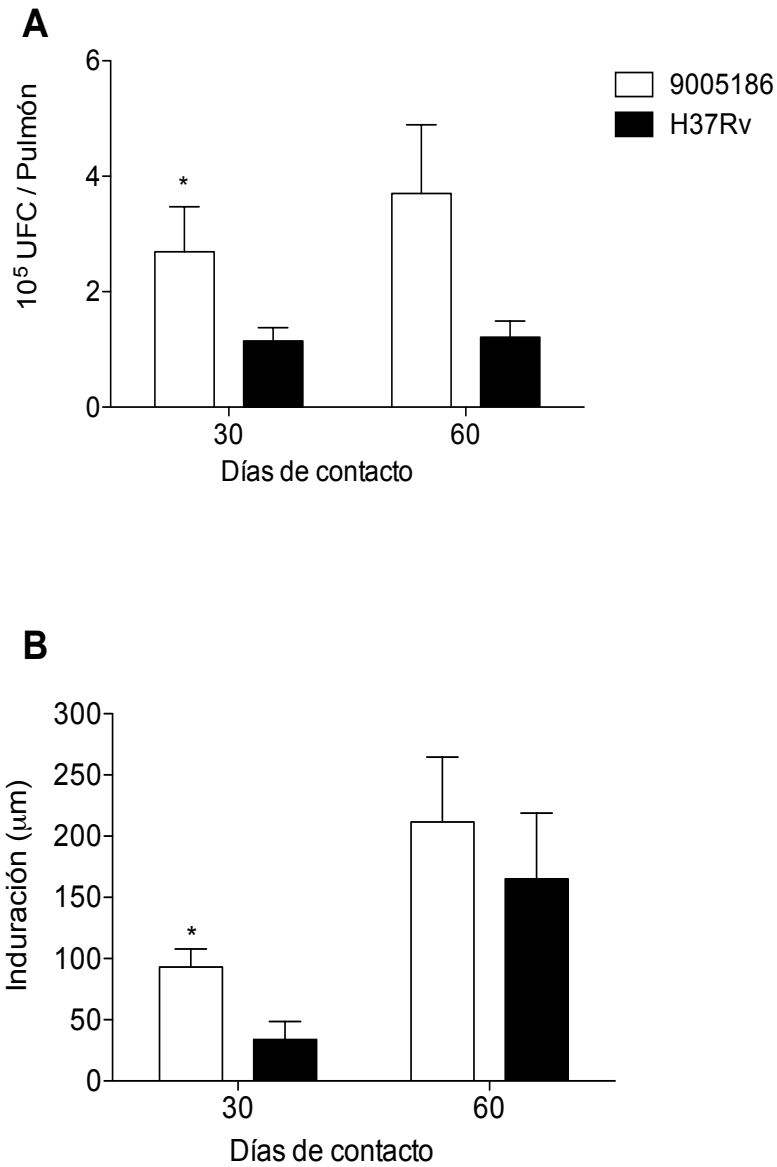 A
10⁵ UFC / Pulmón
6
4
2
0
*
30
60
Días de contacto
9005186
H37Rv
B
Induración (µm)
300
250
200
150
100
50
0
*
30
60
Días de contacto